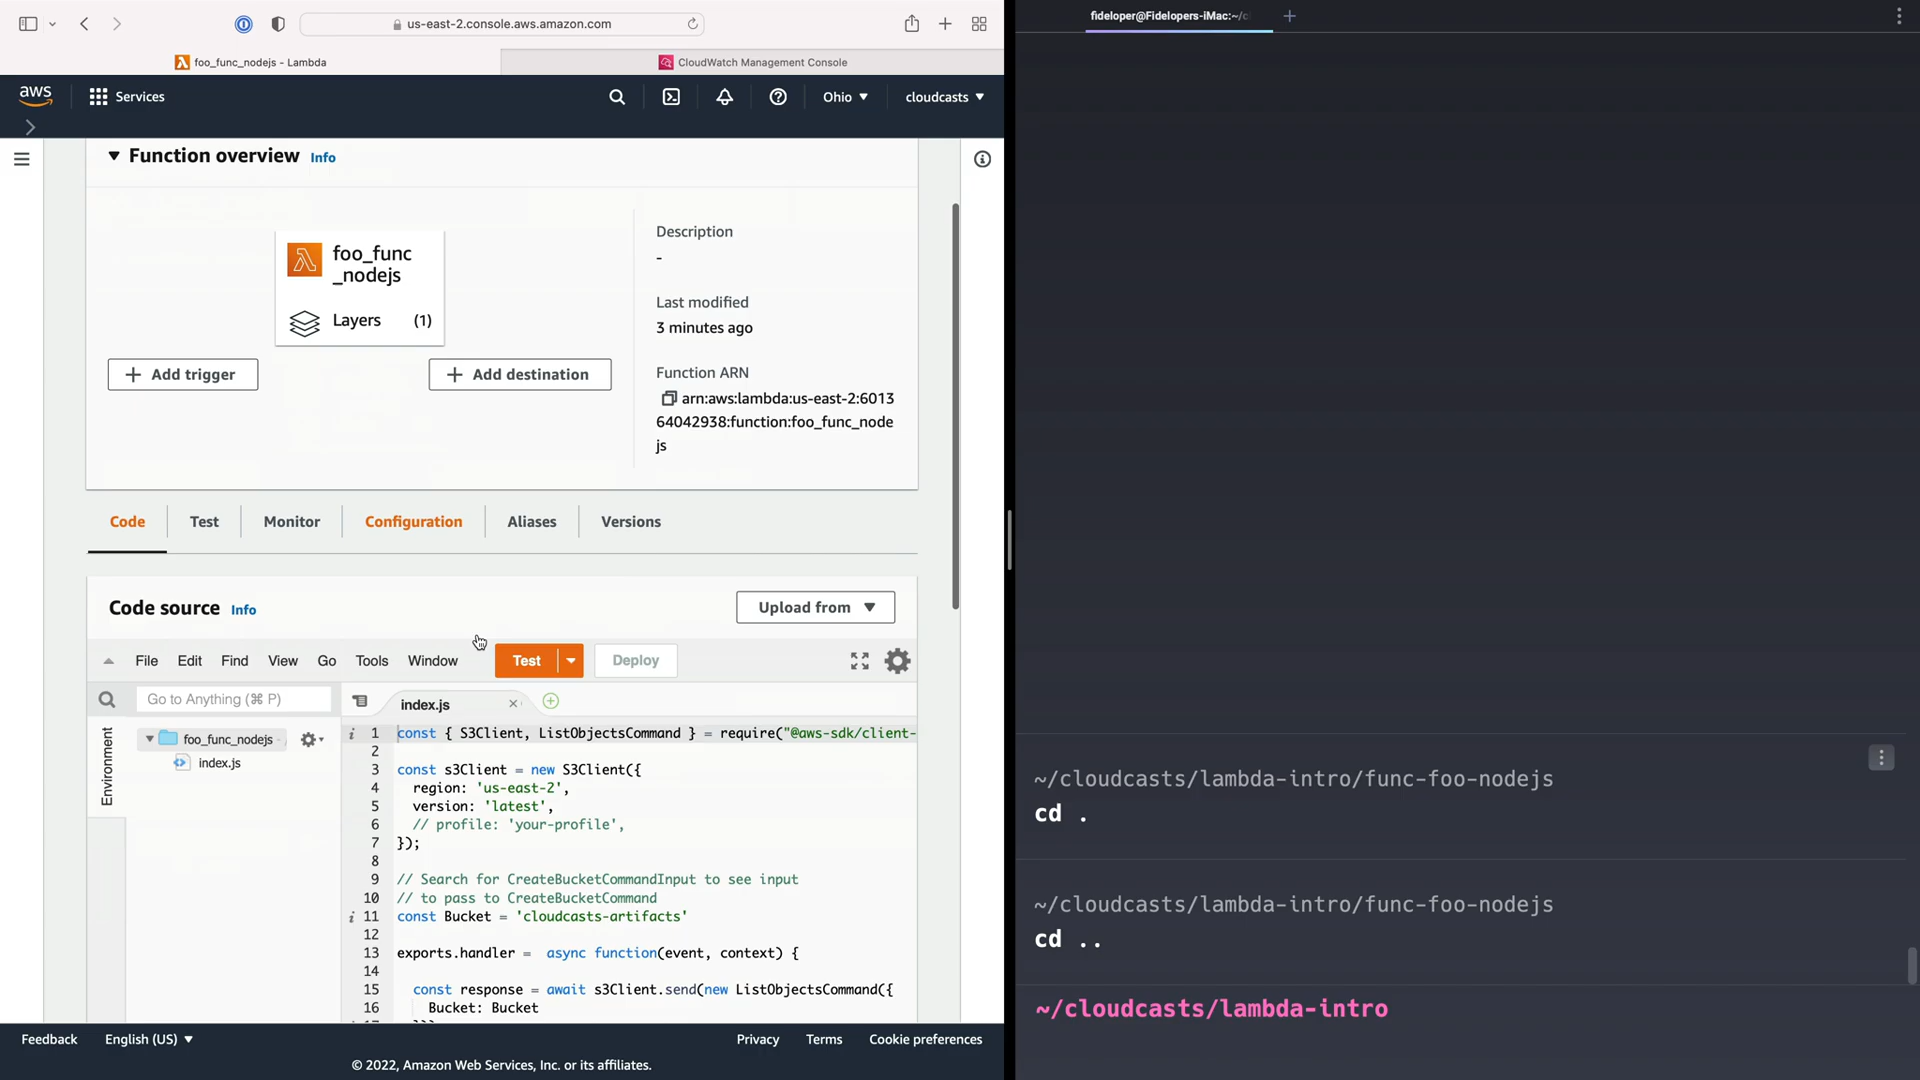 us-east-2.console.aws.amazon.com
foo_func_nodejs - Lambda
CloudWatch Management Console
aws
Services
Ohio ▼
cloudcasts ▼
▼ Function overview Info
foo_func
_nodejs
Layers (1)
+ Add trigger
+ Add destination
Description
-
Last modified
3 minutes ago
Function ARN
arn:aws:lambda:us-east-2:6013
64042938:function:foo_func_node
js
Code
Test
Monitor
Configuration
Aliases
Versions
Code source Info
Upload from ▼
File Edit Find View Go Tools Window
Test
Deploy
Go to Anything (⌘ P)
index.js
Environment
foo_func_nodejs -
index.js
1 const { S3Client, ListObjectsCommand } = require("@aws-sdk/client-
2
3 const s3Client = new S3Client({
4 region: 'us-east-2',
5 version: 'latest',
6 // profile: 'your-profile',
7 });
8
9 // Search for CreateBucketCommandInput to see input
10 // to pass to CreateBucketCommand
11 const Bucket = 'cloudcasts-artifacts'
12
13 exports.handler = async function(event, context) {
14
15 const response = await s3Client.send(new ListObjectsCommand({
16 Bucket: Bucket
Feedback
English (US) ▼
Privacy
Terms
Cookie preferences
© 2022, Amazon Web Services, Inc. or its affiliates.
fideloper@Fidelopers-iMac:~/c
~/cloudcasts/lambda-intro/func-foo-nodejs
cd .
~/cloudcasts/lambda-intro/func-foo-nodejs
cd ..
~/cloudcasts/lambda-intro